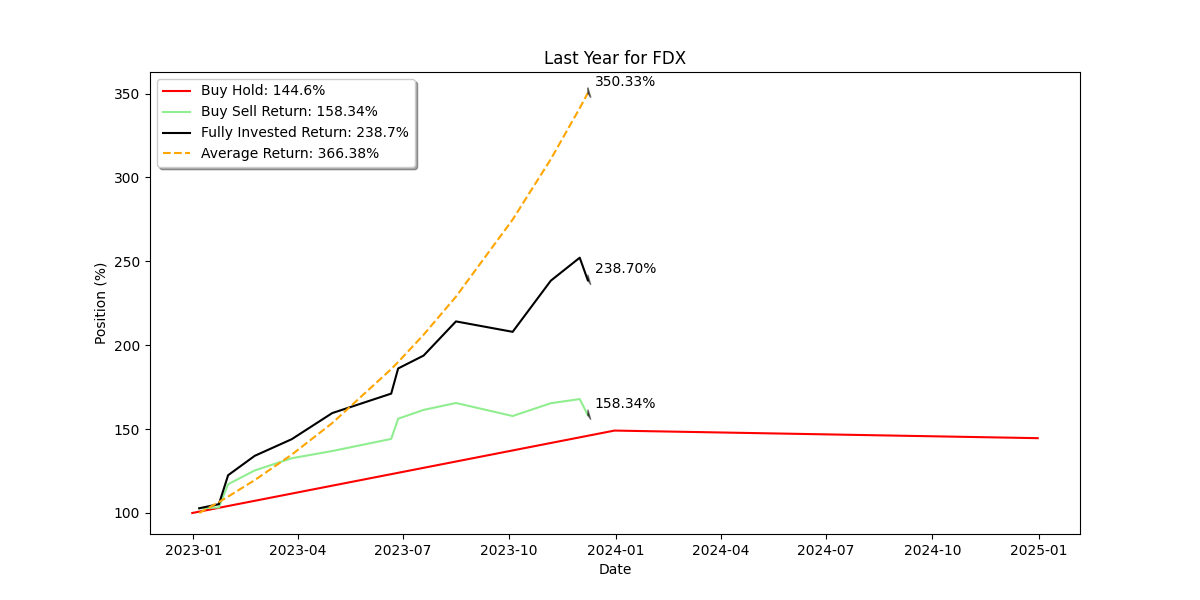 Last Year for FDX
Buy Hold: 144.6%
Buy Sell Return: 158.34%
Fully Invested Return: 238.7%
Average Return: 366.38%
350.33%
238.70%
158.34%
Position (%)
350
300
250
200
150
100
2023-01 2023-04 2023-07 2023-10 2024-01 2024-04 2024-07 2024-10 2025-01
Date